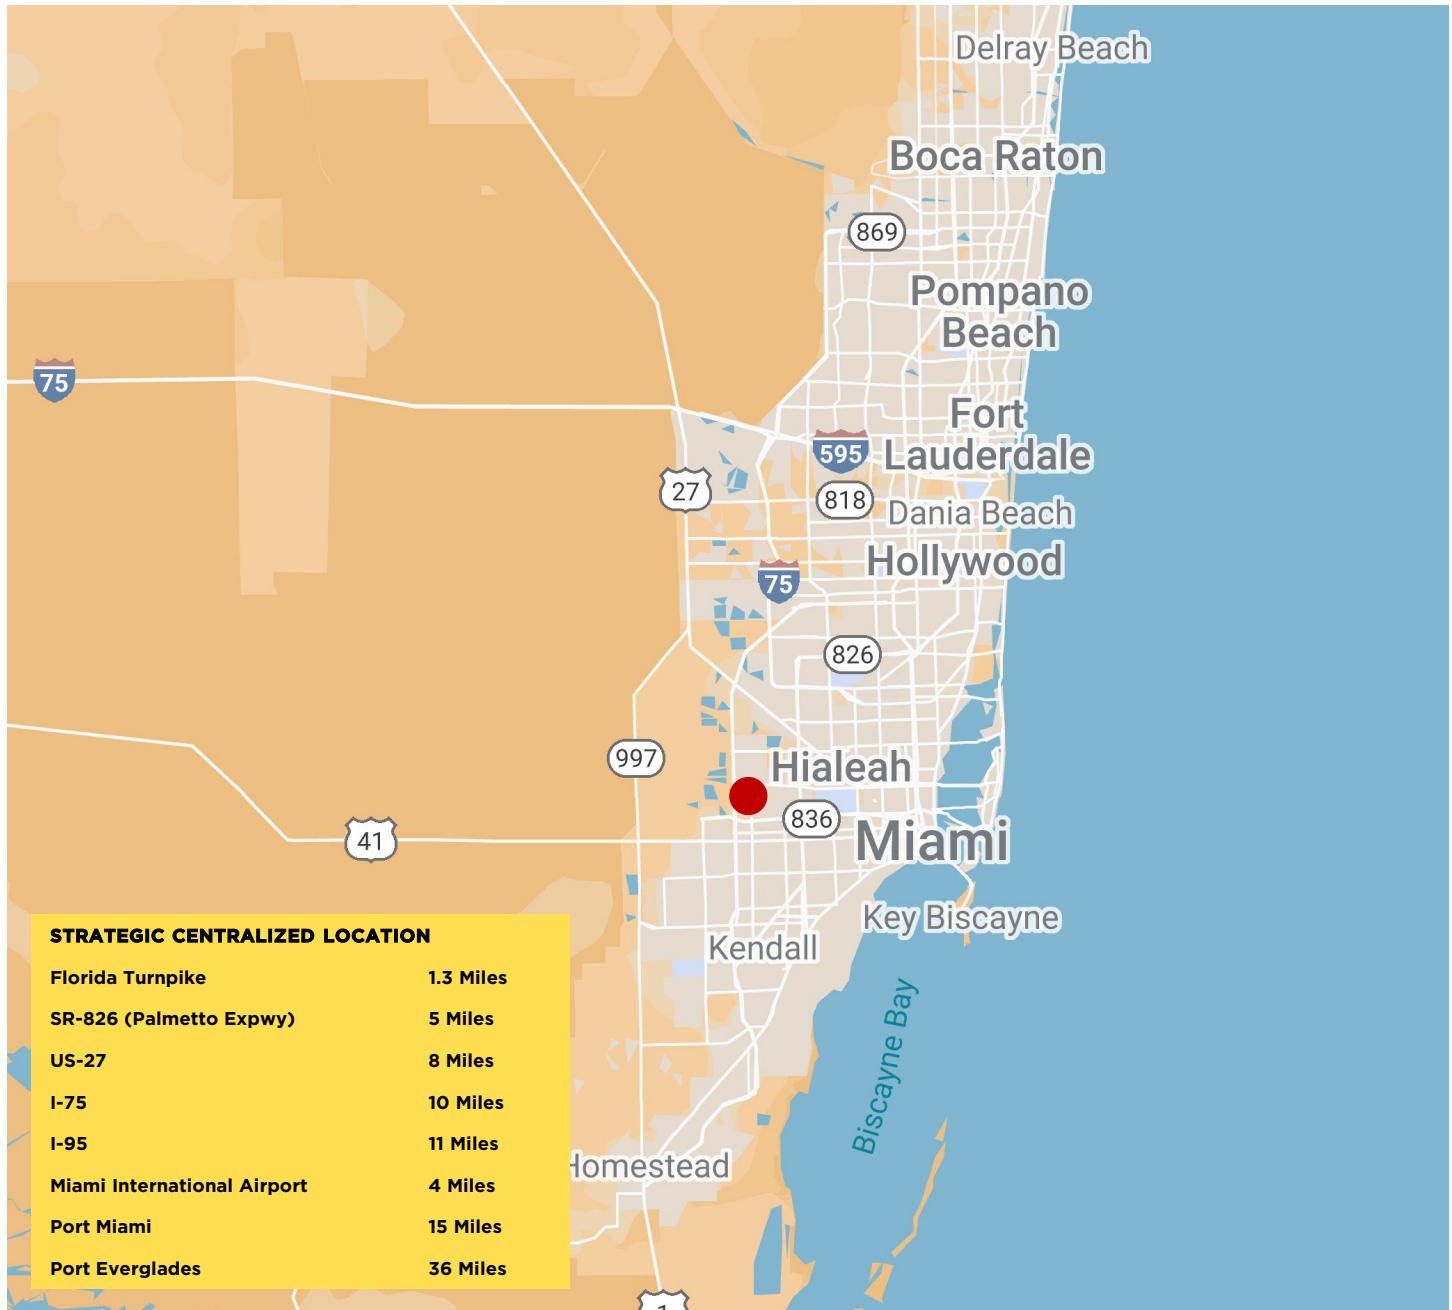 Delray Beach
Boca Raton
869
Pompano
Beach
75
Fort
Lauderdale
595
27
818
Dania Beach
Hollywood
75
826
997
Hialeah
836
41
Miami
Key Biscayne
Kendall
STRATEGIC CENTRALIZED LOCATION
Florida Turnpike 1.3 Miles
SR-826 (Palmetto Expwy) 5 Miles
US-27 8 Miles
I-75 10 Miles
I-95 11 Miles
Miami International Airport 4 Miles
Port Miami 15 Miles
Port Everglades 36 Miles
Biscayne Bay
Homestead
1